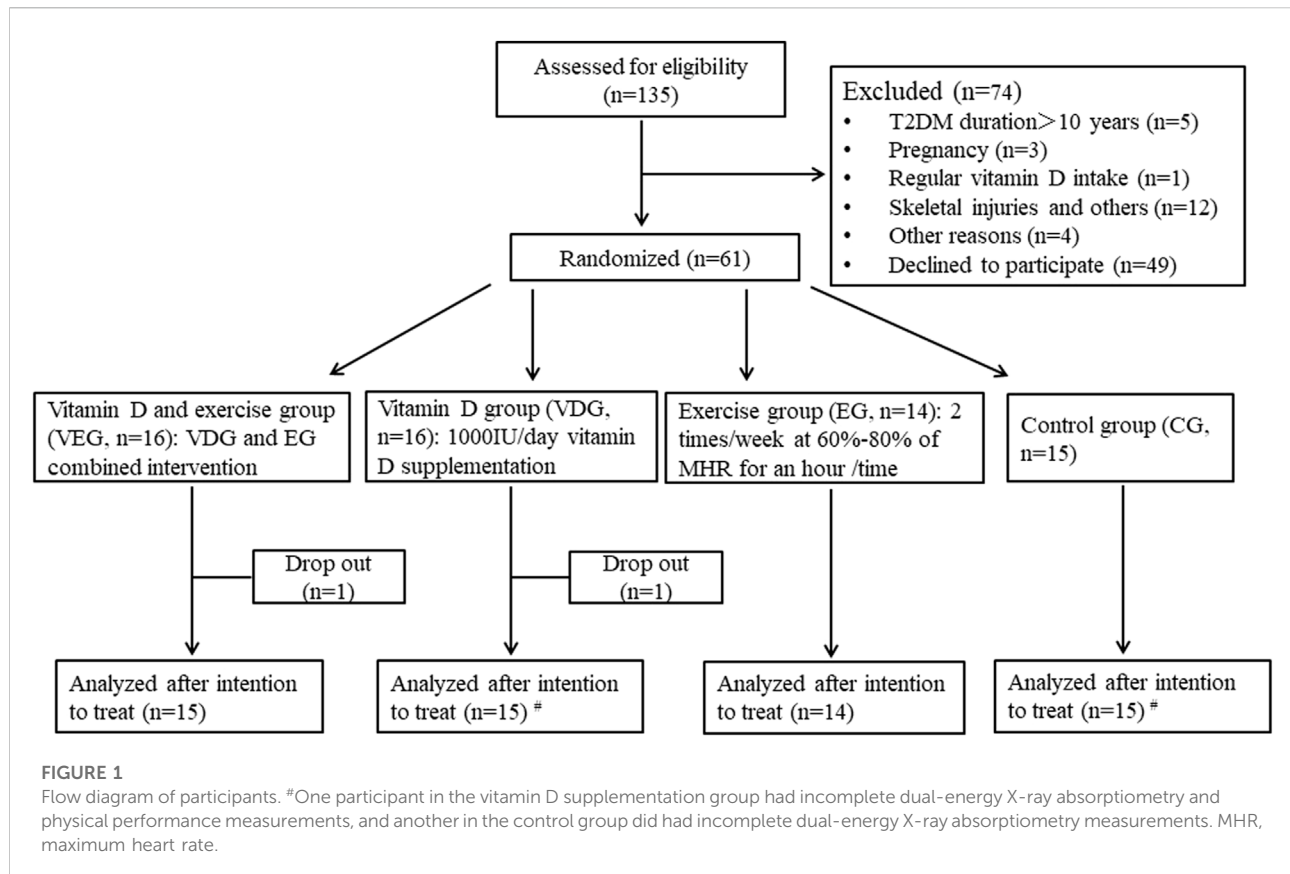 Assessed for eligibility
(n=135)
Excluded (n=74)
• T2DM duration＞10 years (n=5)
• Pregnancy (n=3)
• Regular vitamin D intake (n=1)
• Skeletal injuries and others (n=12)
• Other reasons (n=4)
• Declined to participate (n=49)
Randomized (n=61)
Vitamin D and exercise group
(VEG, n=16): VDG and EG
combined intervention
Vitamin D group (VDG,
n=16): 1000IU/day vitamin
D supplementation
Exercise group (EG, n=14): 2
times/week at 60%-80% of
MHR for an hour /time
Control group (CG,
n=15)
Drop out
(n=1)
Drop out
(n=1)
Analyzed after intention
to treat (n=15)
Analyzed after intention
to treat (n=15) #
Analyzed after intention
to treat (n=14)
Analyzed after intention
to treat (n=15) #
FIGURE 1
Flow diagram of participants. #One participant in the vitamin D supplementation group had incomplete dual-energy X-ray absorptiometry and
physical performance measurements, and another in the control group did had incomplete dual-energy X-ray absorptiometry measurements. MHR,
maximum heart rate.